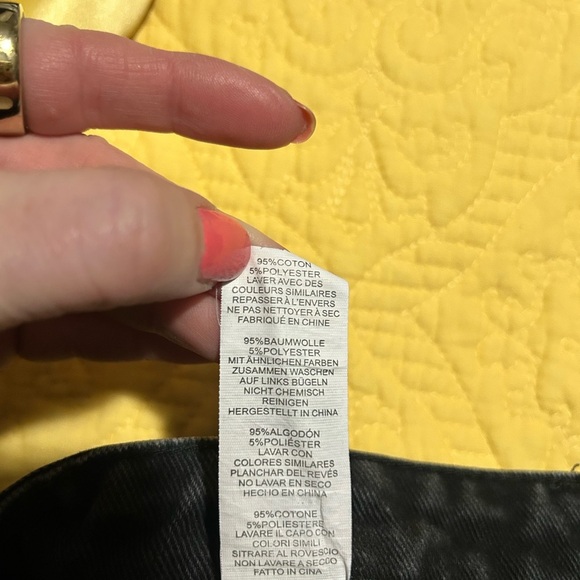 95%COTON
5%POLYESTER
LAVER AVEC DES
COULEURS SIMILAIRES
REPASSER À L'ENVERS
NE PAS NETTOYER À SEC
FABRIQUÉ EN CHINE
95%BAUMWOLLE
5%POLYESTER
MIT ÄHNLICHEN FARBEN
ZUSAMMEN WASCHEN
AUF LINKS BÜGELN
NICHT CHEMISCH
REINIGEN
HERGESTELLT IN CHINA
95%ALGODÓN
5%POLIÉSTER
LAVAR CON
COLORES SIMILARES
PLANCHAR DEL REVÉS
NO LAVAR EN SECO
HECHO EN CHINA
95%COTONE
5%POLIESTERE
LAVARE IL CAPO CON
COLORI SIMILI
SITRARE AL ROVESCIO
NON LAVARE A SECCO
FATTO IN CINA